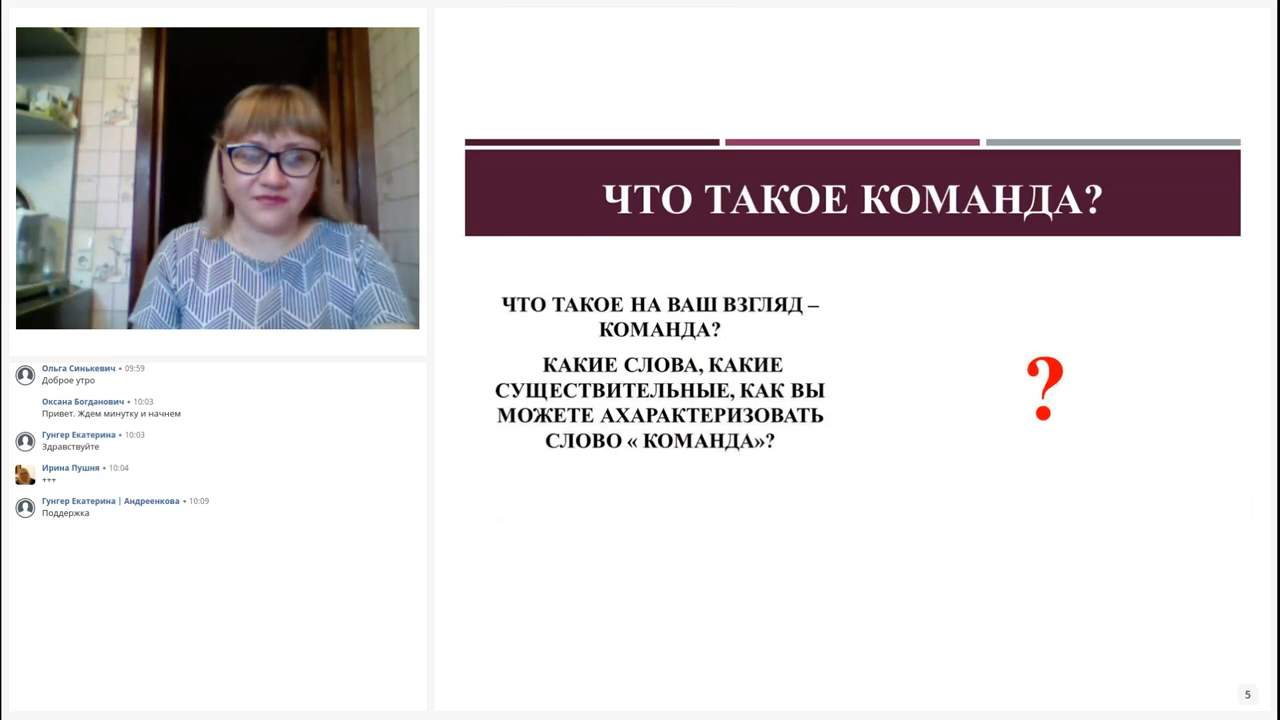 ЧТО ТАКОЕ КОМАНДА?
ЧТО ТАКОЕ НА ВАШ ВЗГЛЯД –
КОМАНДА?
КАКИЕ СЛОВА, КАКИЕ
СУЩЕСТВИТЕЛЬНЫЕ, КАК ВЫ
МОЖЕТЕ АХАРАКТЕРИЗОВАТЬ
СЛОВО « КОМАНДА»?
?
Ольга Синькевич • 09:59
Доброе утро
Оксана Богданович • 10:03
Привет. Ждем минутку и начнем
Гунгер Екатерина • 10:03
Здравствуйте
Ирина Пушня • 10:04
+++
Гунгер Екатерина | Андреенкова • 10:09
Поддержка
5